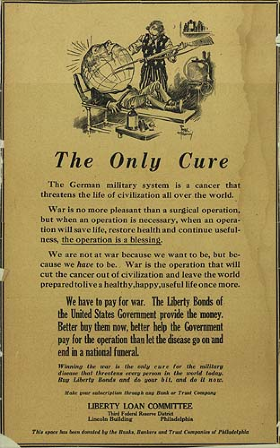 The Only Cure
The German military system is a cancer that
threatens the life of civilization all over the world.
War is no more pleasant than a surgical operation,
but when an operation is necessary, when an opera-
tion will save life, restore health and continue useful-
ness, the operation is a blessing.
We are not at war because we want to be, but be-
cause we have to be. War is the operation that will
cut the cancer out of civilization and leave the world
prepared to live a healthy, happy, useful life once more.
We have to pay for war. The Liberty Bonds of
the United States Government provide the money.
Better buy them now, better help the Government
pay for the operation than let the disease go on and
end in a national funeral.
Winning the war is the only cure for the military
disease that threatens every person in the world today.
Buy Liberty Bonds and do your bit, and do it now.
Make your subscription through any Bank or Trust Company
LIBERTY LOAN COMMITTEE
Third Federal Reserve District
Lincoln Building Philadelphia
This space has been donated by the Banks, Bankers and Trust Companies of Philadelphia